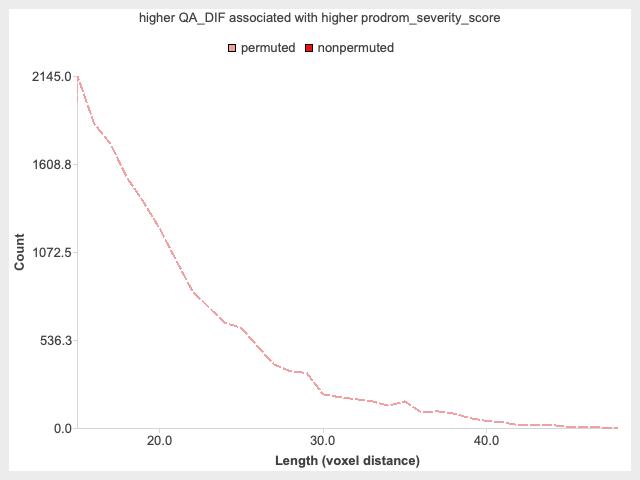 higher QA_DIF associated with higher prodrom_severity_score
permuted nonpermuted
2145.0
1608.8
1072.5
536.3
0.0
Count
20.0 30.0 40.0
Length (voxel distance)